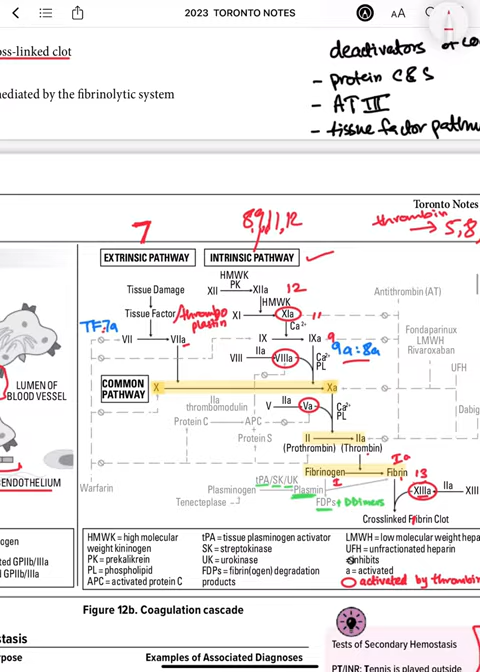 2023 TORONTO NOTES
AA
oss-linked clot
ediated by the fibrinolytic system
deactivators of co
- protein C&S
- AT III
- tissue factor pathw
Toronto Notes
7
8,9,11,12
thrombin → 5,8,
EXTRINSIC PATHWAY
INTRINSIC PATHWAY
HMWK
PK
XII
XIIa
12
Tissue Damage
HMWK
Antithrombin (AT)
Tissue Factor
Thrombo
plastin
XI
XIa
11
Ca2+
TF:7a
VII
VIIa
IX
IXa
9
9a:8a
Fondaparinux
LMWH
Rivaroxaban
VIII
IIa
VIIIa
Ca2+
PL
UFH
LUMEN OF
BLOOD VESSEL
COMMON
PATHWAY
X
Xa
IIa
thrombomodulin
V
IIa
Va
Ca2+
PL
Dabig
Protein C
APC
Protein S
II
IIa
(Prothrombin)
(Thrombin)
Fibrinogen
Fibrin
Ia
13
I
ENDOTHELIUM
Warfarin
tPA/SK/UK
Plasminogen
Plasmin
XIIIa
IIa
XIII
Tenecteplase
FDPs
+ Ddimers
Crosslinked Fibrin Clot
ogen
ted GPIIb/IIIa
d GPIIb/IIIa
HMWK = high molecular
weight kininogen
PK = prekalikrein
PL = phospholipid
APC = activated protein C
tPA = tissue plasminogen activator
SK = streptokinase
UK = urokinase
FDPs = fibrin(ogen) degradation
products
LMWH = low molecular weight hepa
UFH = unfractionated heparin
inhibits
a = activated
activated by thrombin
Figure 12b. Coagulation cascade
stasis
rpose
Examples of Associated Diagnoses
Tests of Secondary Hemostasis
PT/INR: Tennis is played outside